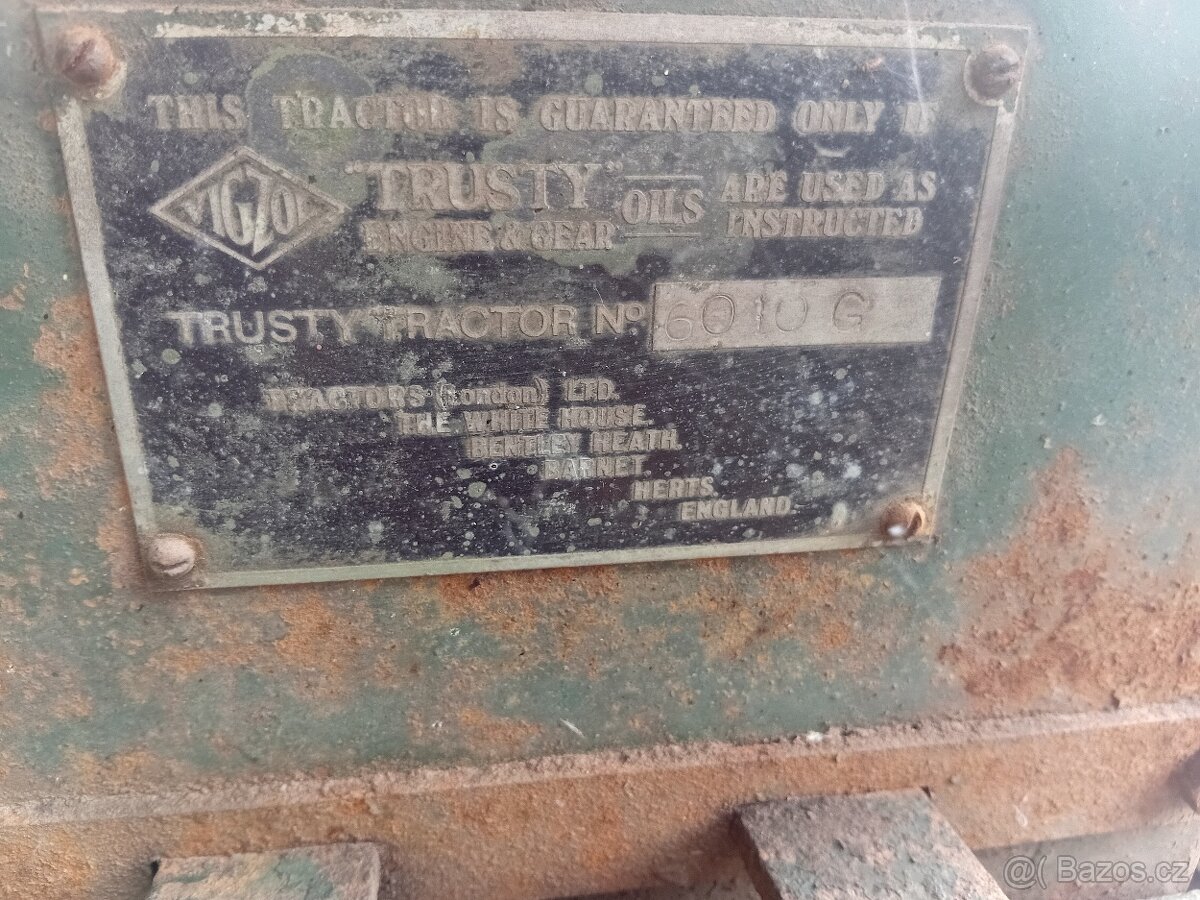 THIS TRACTOR IS GUARANTEED ONLY IF
VIGZOL
"TRUSTY" OILS ARE USED AS
ENGINE & GEAR INSTRUCTED
TRUSTY TRACTOR No 6010 G
TRACTORS (London) LTD.
THE WHITE HOUSE.
BENTLEY HEATH.
BARNET
HERTS.
ENGLAND.
Bazos.cz